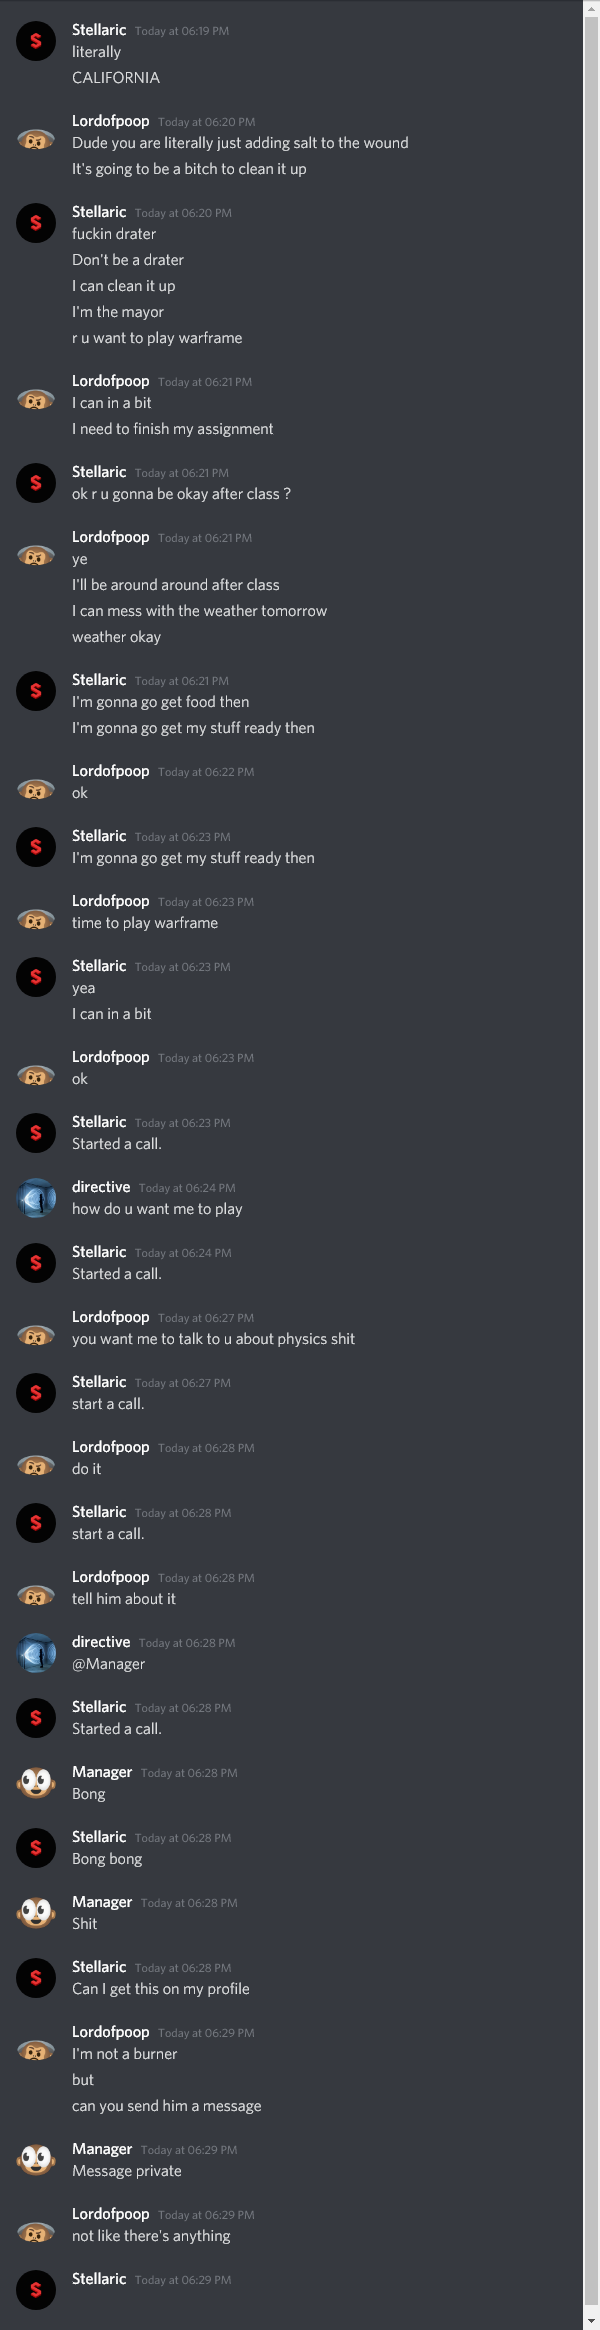 Stellaric Today at 06:19 PM
literally
CALIFORNIA
Lordofpoop Today at 06:20 PM
Dude you are literally just adding salt to the wound
It's going to be a bitch to clean it up
Stellaric Today at 06:20 PM
fuckin drater
Don't be a drater
I can clean it up
I'm the mayor
r u want to play warframe
Lordofpoop Today at 06:21 PM
I can in a bit
I need to finish my assignment
Stellaric Today at 06:21 PM
ok r u gonna be okay after class ?
Lordofpoop Today at 06:21 PM
ye
I'll be around around after class
I can mess with the weather tomorrow
weather okay
Stellaric Today at 06:21 PM
I'm gonna go get food then
I'm gonna go get my stuff ready then
Lordofpoop Today at 06:22 PM
ok
Stellaric Today at 06:23 PM
I'm gonna go get my stuff ready then
Lordofpoop Today at 06:23 PM
time to play warframe
Stellaric Today at 06:23 PM
yea
I can in a bit
Lordofpoop Today at 06:23 PM
ok
Stellaric Today at 06:23 PM
Started a call.
directive Today at 06:24 PM
how do u want me to play
Stellaric Today at 06:24 PM
Started a call.
Lordofpoop Today at 06:27 PM
you want me to talk to u about physics shit
Stellaric Today at 06:27 PM
start a call.
Lordofpoop Today at 06:28 PM
do it
Stellaric Today at 06:28 PM
start a call.
Lordofpoop Today at 06:28 PM
tell him about it
directive Today at 06:28 PM
@Manager
Stellaric Today at 06:28 PM
Started a call.
Manager Today at 06:28 PM
Bong
Stellaric Today at 06:28 PM
Bong bong
Manager Today at 06:28 PM
Shit
Stellaric Today at 06:28 PM
Can I get this on my profile
Lordofpoop Today at 06:29 PM
I'm not a burner
but
can you send him a message
Manager Today at 06:29 PM
Message private
Lordofpoop Today at 06:29 PM
not like there's anything
Stellaric Today at 06:29 PM